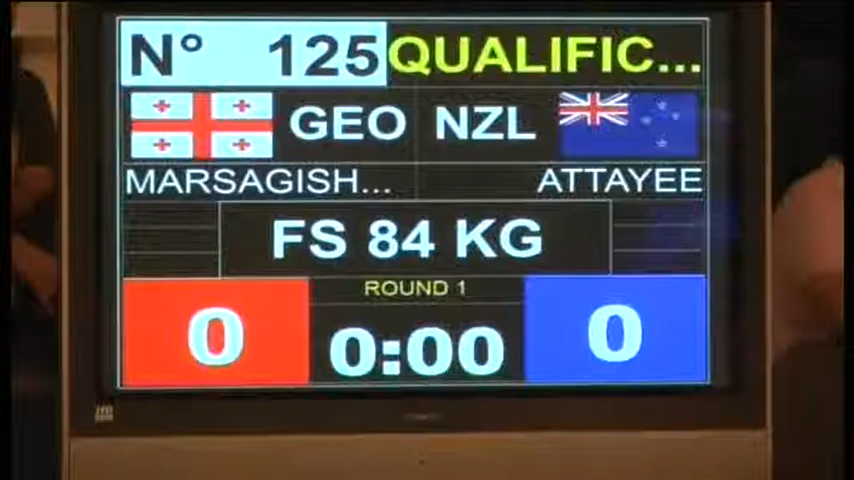 N° 125 QUALIFIC...
GEO NZL
MARSAGISH... ATTAYEE
FS 84 KG
ROUND 1
0 0:00 0